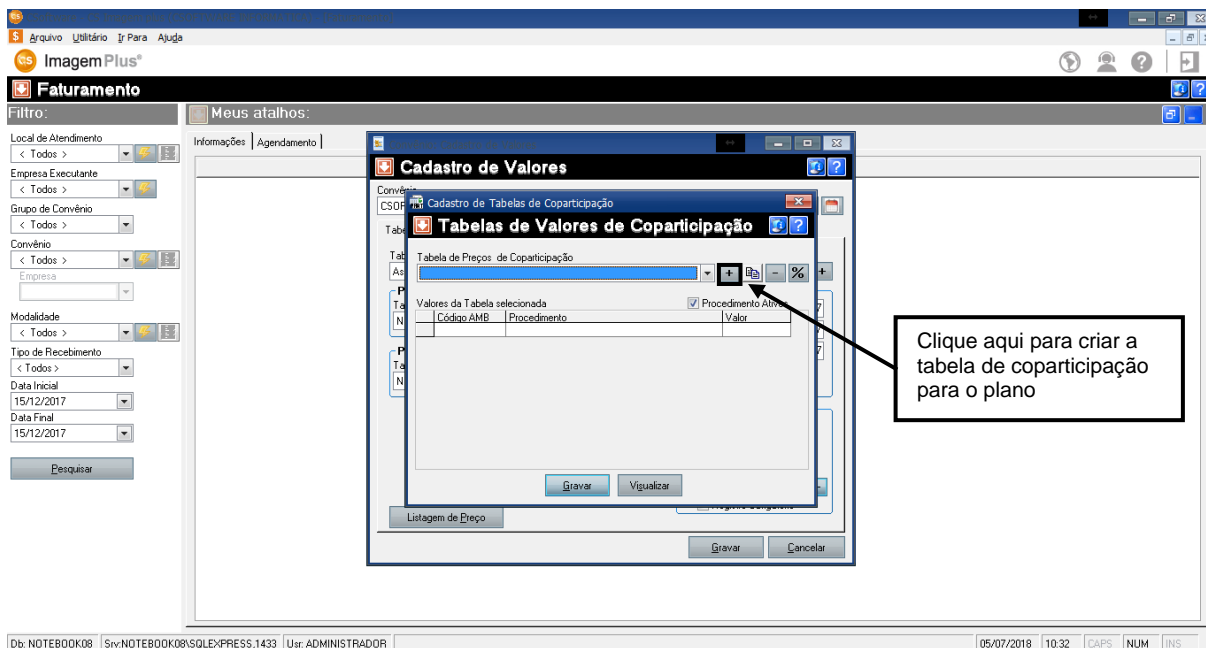 Arquivo Utilitário Ir Para Ajuda
ImagemPlus®
Faturamento
Filtro:
Meus atalhos:
Local de Atendimento
< Todos >
Empresa Executante
< Todos >
Grupo de Convênio
< Todos >
Convênio
< Todos >
Empresa
Modalidade
< Todos >
Tipo de Recebimento
< Todos >
Data Inicial
15/12/2017
Data Final
15/12/2017
Pesquisar
Informações Agendamento
Cadastro de Valores
Cadastro de Tabelas de Coparticipação
Tabelas de Valores de Coparticipação
Tabela de Preços de Coparticipação
+ - % +
Valores da Tabela selecionada
Procedimento Ativos
Código AMB Procedimento Valor
Gravar Visualizar
Listagem de Preço
Gravar Cancelar
Clique aqui para criar a
tabela de coparticipação
para o plano
Db: NOTEBOOK08 Srv:NOTEBOOK08\SQLEXPRESS,1433 Usr: ADMINISTRADOR 05/07/2018 10:32 CAPS NUM INS